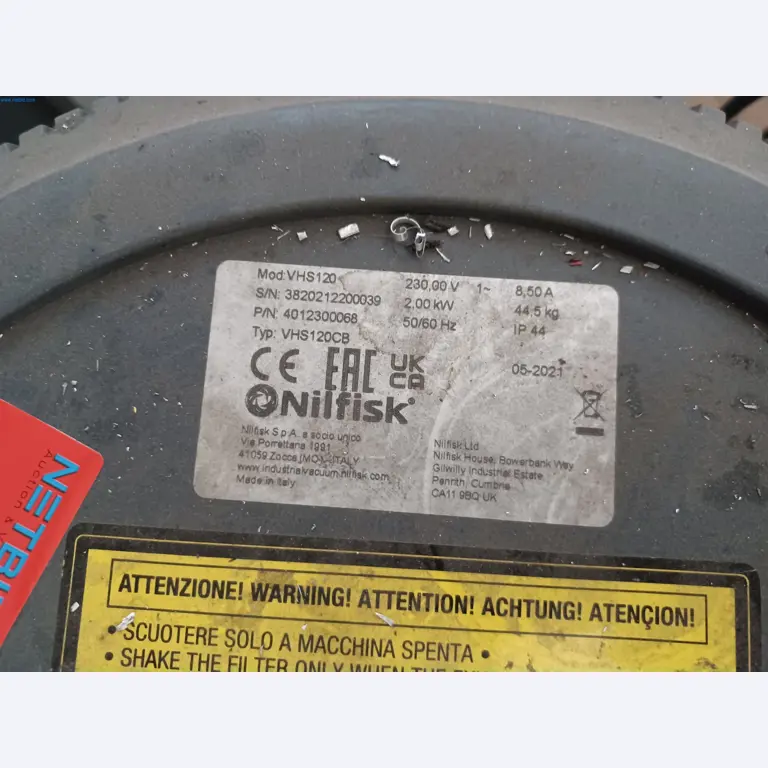 Mod:VHS120 230,00 V 1~ 8,50 A
S/N: 3820212200039 2,00 kW 44.5 kg
P/N: 4012300068 50/60 Hz IP 44
Typ: VHS120CB
05-2021
CE EAC UK CA
Nilfisk
Nilfisk S.p.A. a socio unico
Via Porrettana 1991
41059 Zocca (MO) ITALY
www.industrialvacuum.nilfisk.com
Made in Italy
Nilfisk Ltd
Nilfisk House, Bowerbank Way
Gilwilly Industrial Estate
Penrith, Cumbria
CA11 9BQ UK
Auction &
ATTENZIONE! WARNING! ATTENTION! ACHTUNG! ATENÇION!
• SCUOTERE SOLO A MACCHINA SPENTA •
• SHAKE THE FILTER ONLY WHEN THE